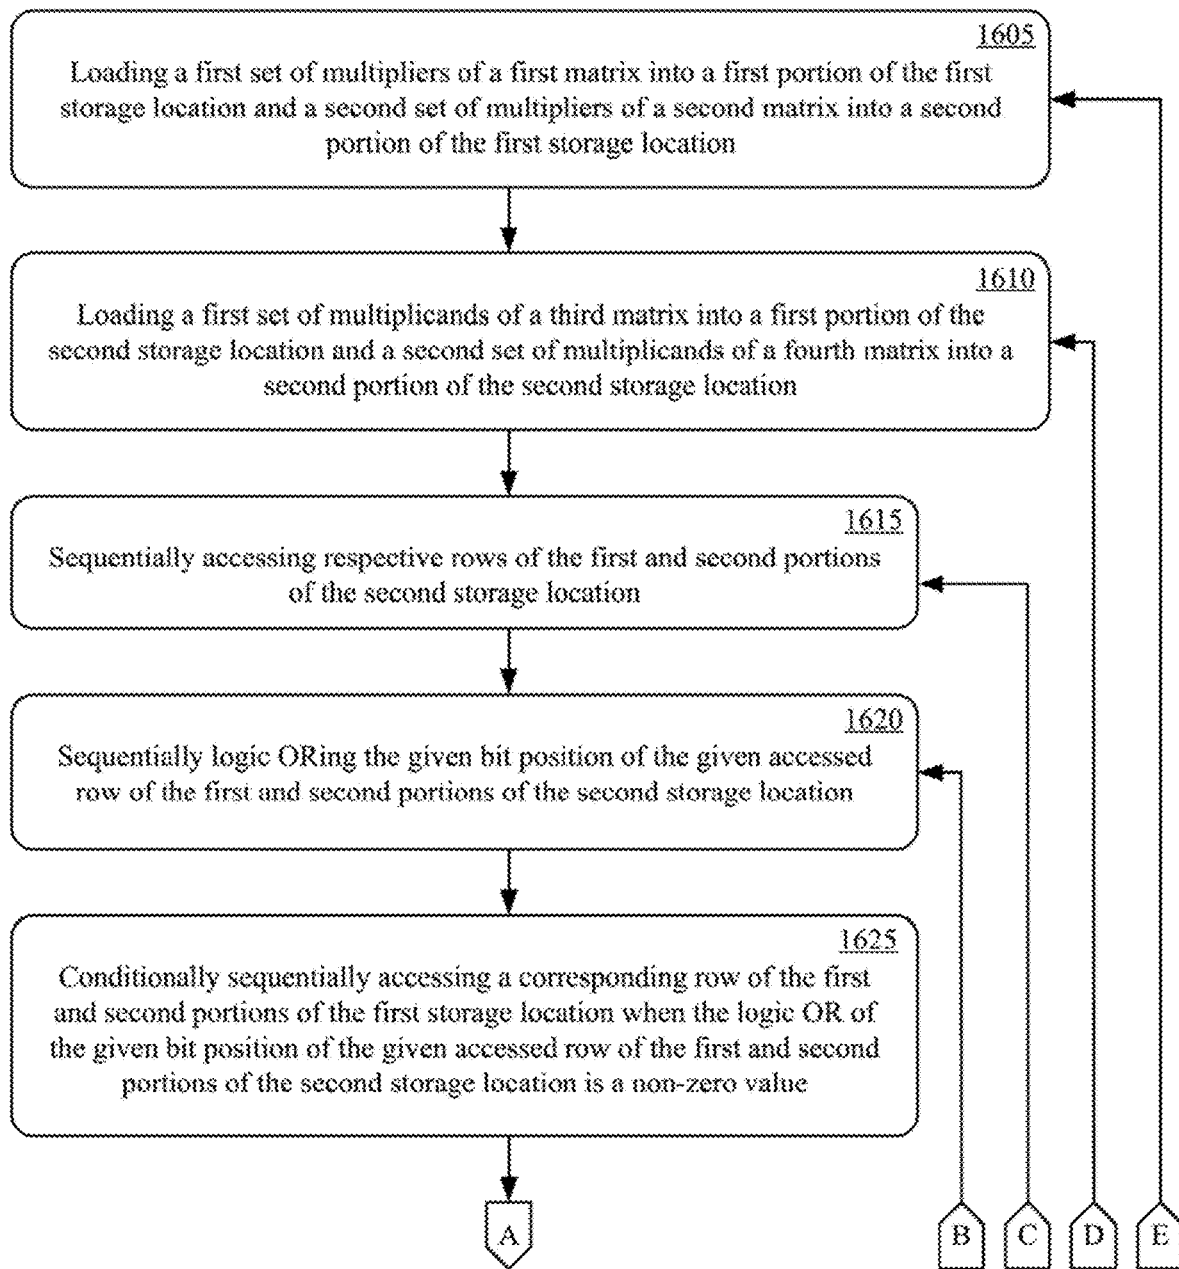 1605
Loading a first set of multipliers of a first matrix into a first portion of the first
storage location and a second set of multipliers of a second matrix into a second
portion of the first storage location
1610
Loading a first set of multiplicands of a third matrix into a first portion of the
second storage location and a second set of multiplicands of a fourth matrix into a
second portion of the second storage location
1615
Sequentially accessing respective rows of the first and second portions
of the second storage location
1620
Sequentially logic ORing the given bit position of the given accessed
row of the first and second portions of the second storage location
1625
Conditionally sequentially accessing a corresponding row of the first
and second portions of the first storage location when the logic OR of
the given bit position of the given accessed row of the first and second
portions of the second storage location is a non-zero value
A
B
C
D
E